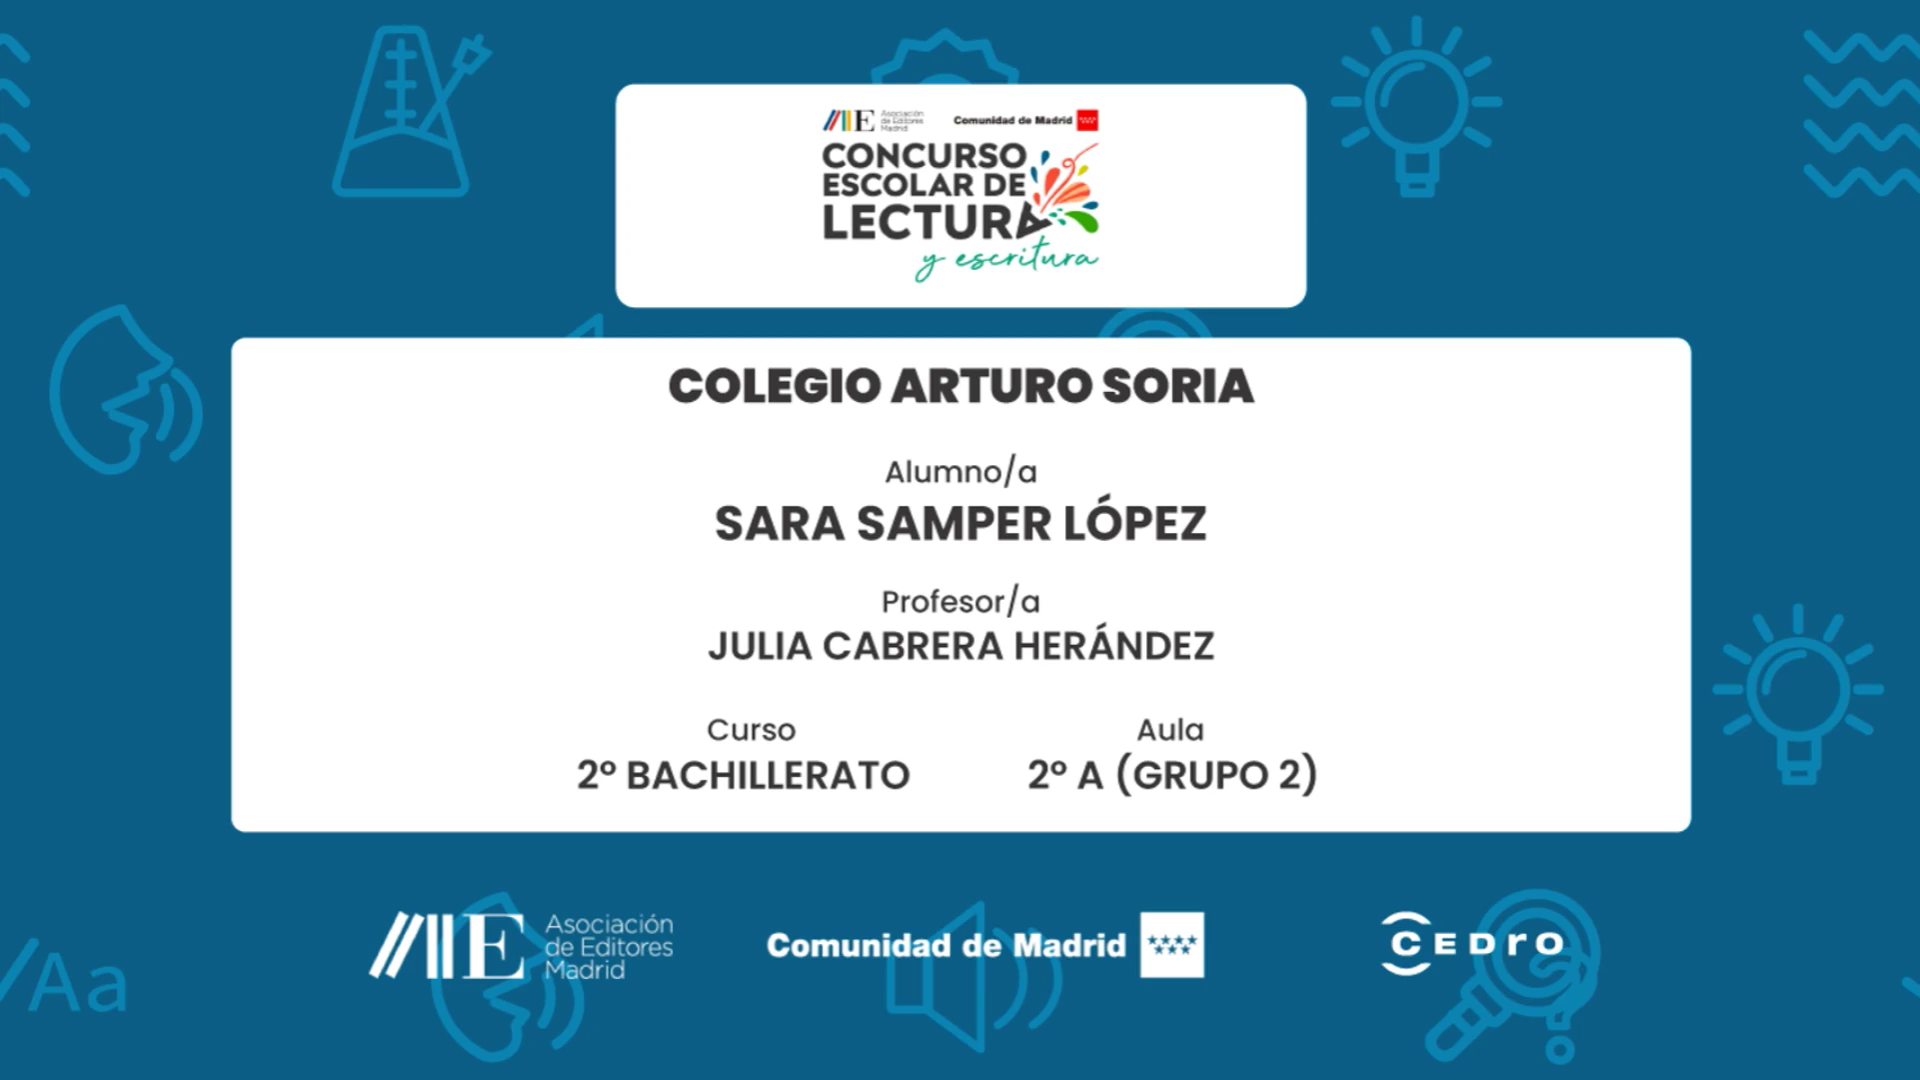 Asociación
de Editores
Madrid
Comunidad de Madrid
CONCURSO
ESCOLAR DE
LECTURA
y escritura
COLEGIO ARTURO SORIA
Alumno/a
SARA SAMPER LÓPEZ
Profesor/a
JULIA CABRERA HERÁNDEZ
Curso
2º BACHILLERATO
Aula
2º A (GRUPO 2)
E
Asociación
de Editores
Madrid
Comunidad de Madrid
CEDRO
Aa